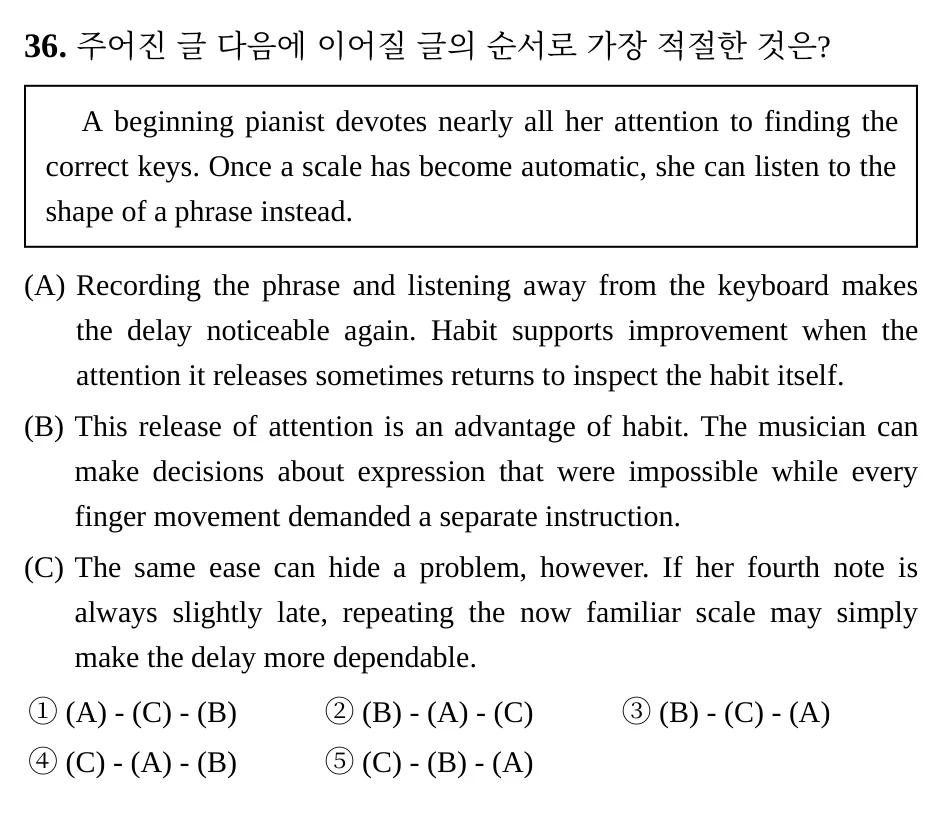 36. 주어진 글 다음에 이어질 글의 순서로 가장 적절한 것은?
A beginning pianist devotes nearly all her attention to finding the
correct keys. Once a scale has become automatic, she can listen to the
shape of a phrase instead.
(A) Recording the phrase and listening away from the keyboard makes
the delay noticeable again. Habit supports improvement when the
attention it releases sometimes returns to inspect the habit itself.
(B) This release of attention is an advantage of habit. The musician can
make decisions about expression that were impossible while every
finger movement demanded a separate instruction.
(C) The same ease can hide a problem, however. If her fourth note is
always slightly late, repeating the now familiar scale may simply
make the delay more dependable.
① (A) - (C) - (B) ② (B) - (A) - (C) ③ (B) - (C) - (A)
④ (C) - (A) - (B) ⑤ (C) - (B) - (A)